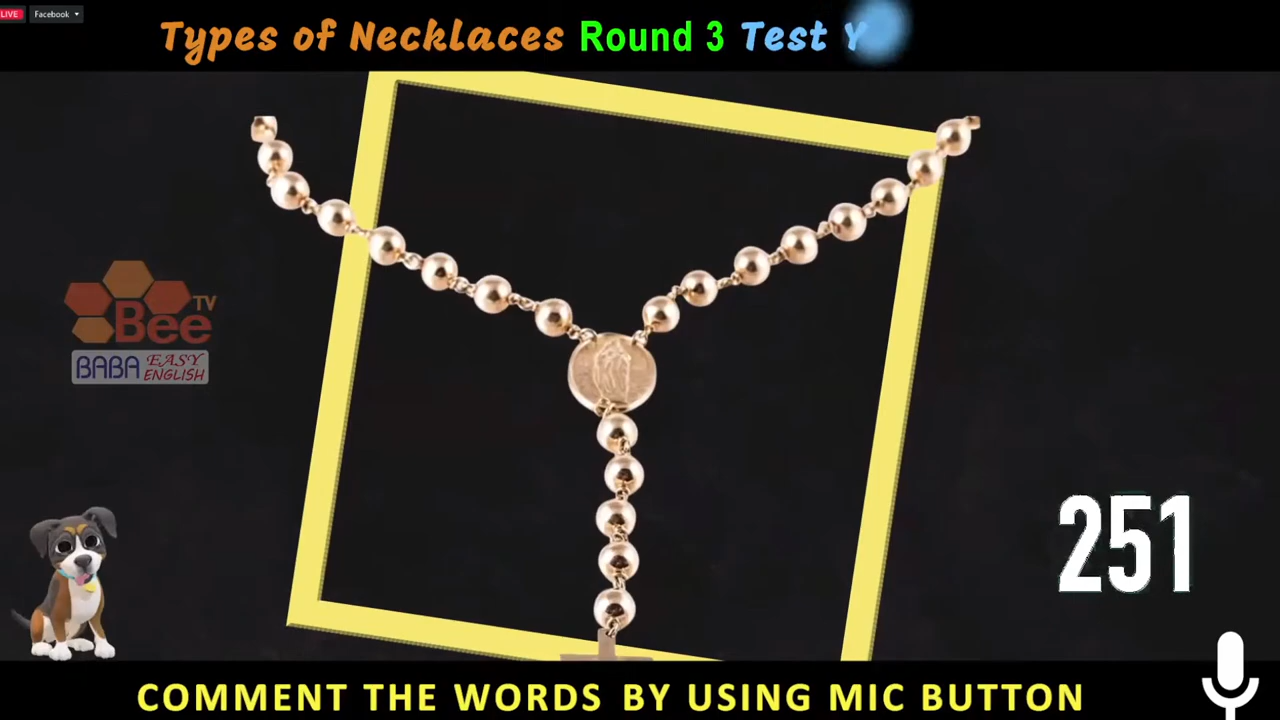 LIVE
Facebook
Types of Necklaces Round 3 Test Y
Bee TV
BABA EASY ENGLISH
251
COMMENT THE WORDS BY USING MIC BUTTON